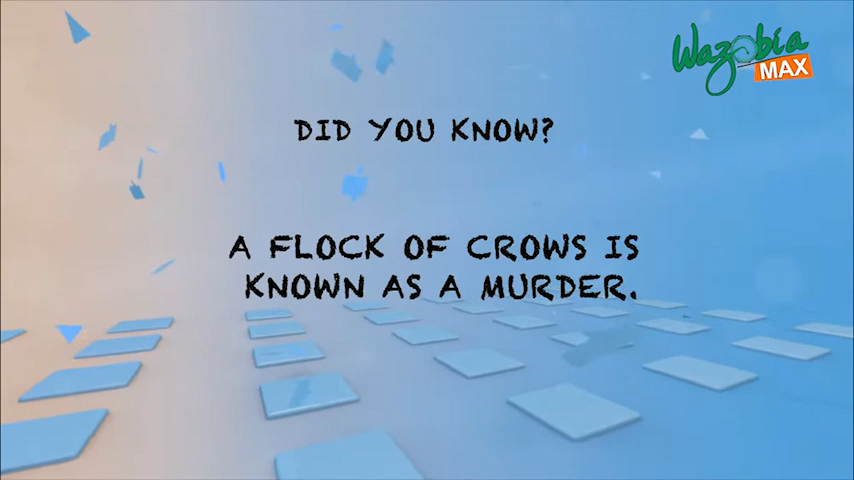 Wazobia
MAX
DID YOU KNOW?
A FLOCK OF CROWS IS
KNOWN AS A MURDER.